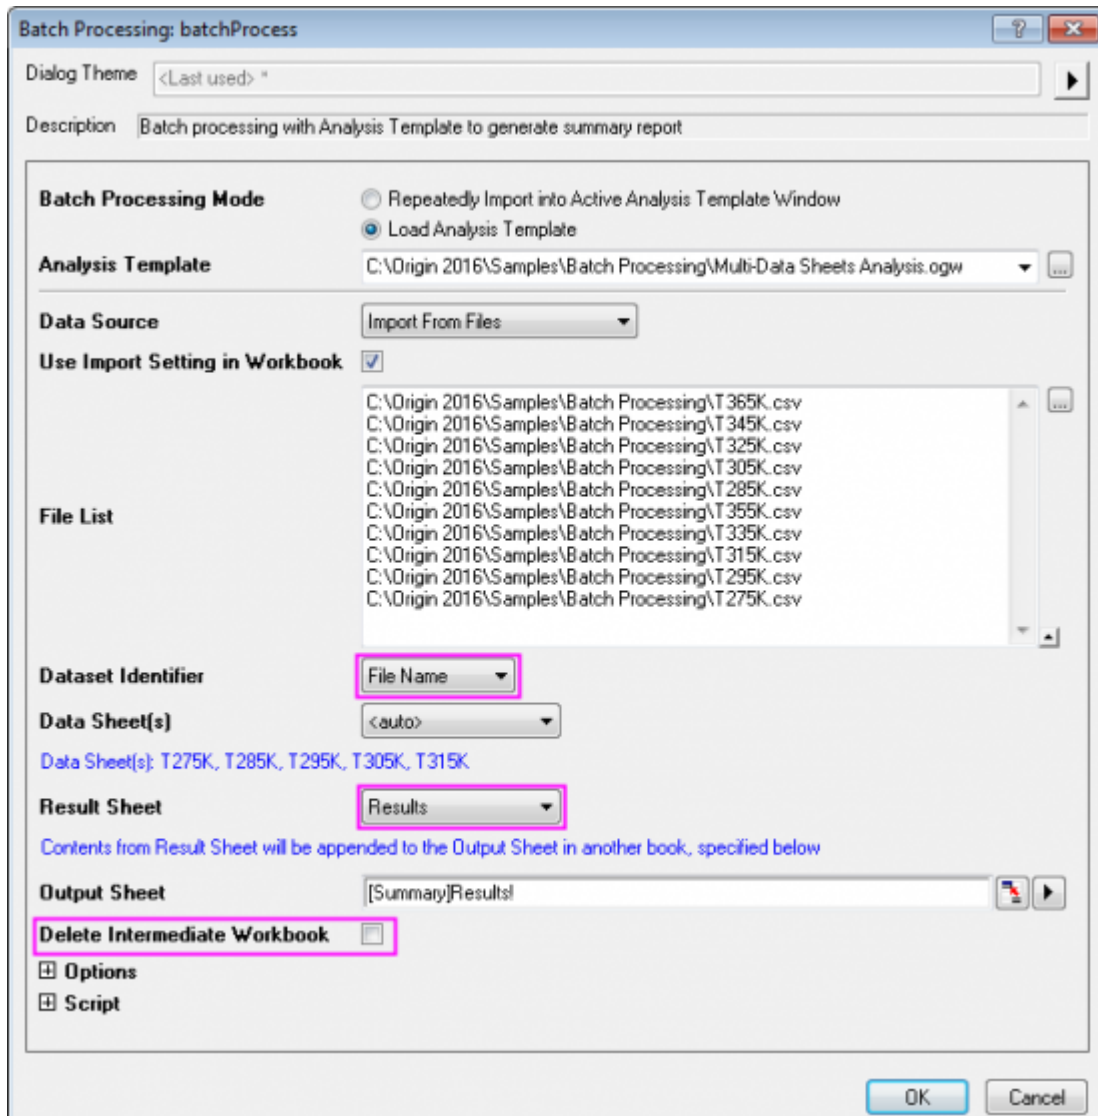 Batch Processing: batchProcess
Dialog Theme <Last used> *
Description Batch processing with Analysis Template to generate summary report
Batch Processing Mode Repeatedly Import into Active Analysis Template Window
Load Analysis Template
Analysis Template C:\Origin 2016\Samples\Batch Processing\Multi-Data Sheets Analysis.ogw ...
Data Source Import From Files
Use Import Setting in Workbook
C:\Origin 2016\Samples\Batch Processing\T365K.csv ...
C:\Origin 2016\Samples\Batch Processing\T345K.csv
C:\Origin 2016\Samples\Batch Processing\T325K.csv
C:\Origin 2016\Samples\Batch Processing\T305K.csv
C:\Origin 2016\Samples\Batch Processing\T285K.csv
File List C:\Origin 2016\Samples\Batch Processing\T355K.csv
C:\Origin 2016\Samples\Batch Processing\T335K.csv
C:\Origin 2016\Samples\Batch Processing\T315K.csv
C:\Origin 2016\Samples\Batch Processing\T295K.csv
C:\Origin 2016\Samples\Batch Processing\T275K.csv
Dataset Identifier File Name
Data Sheet(s) <auto>
Data Sheet(s): T275K, T285K, T295K, T305K, T315K
Result Sheet Results
Contents from Result Sheet will be appended to the Output Sheet in another book, specified below
Output Sheet [Summary]Results!
Delete Intermediate Workbook
Options
Script
OK Cancel